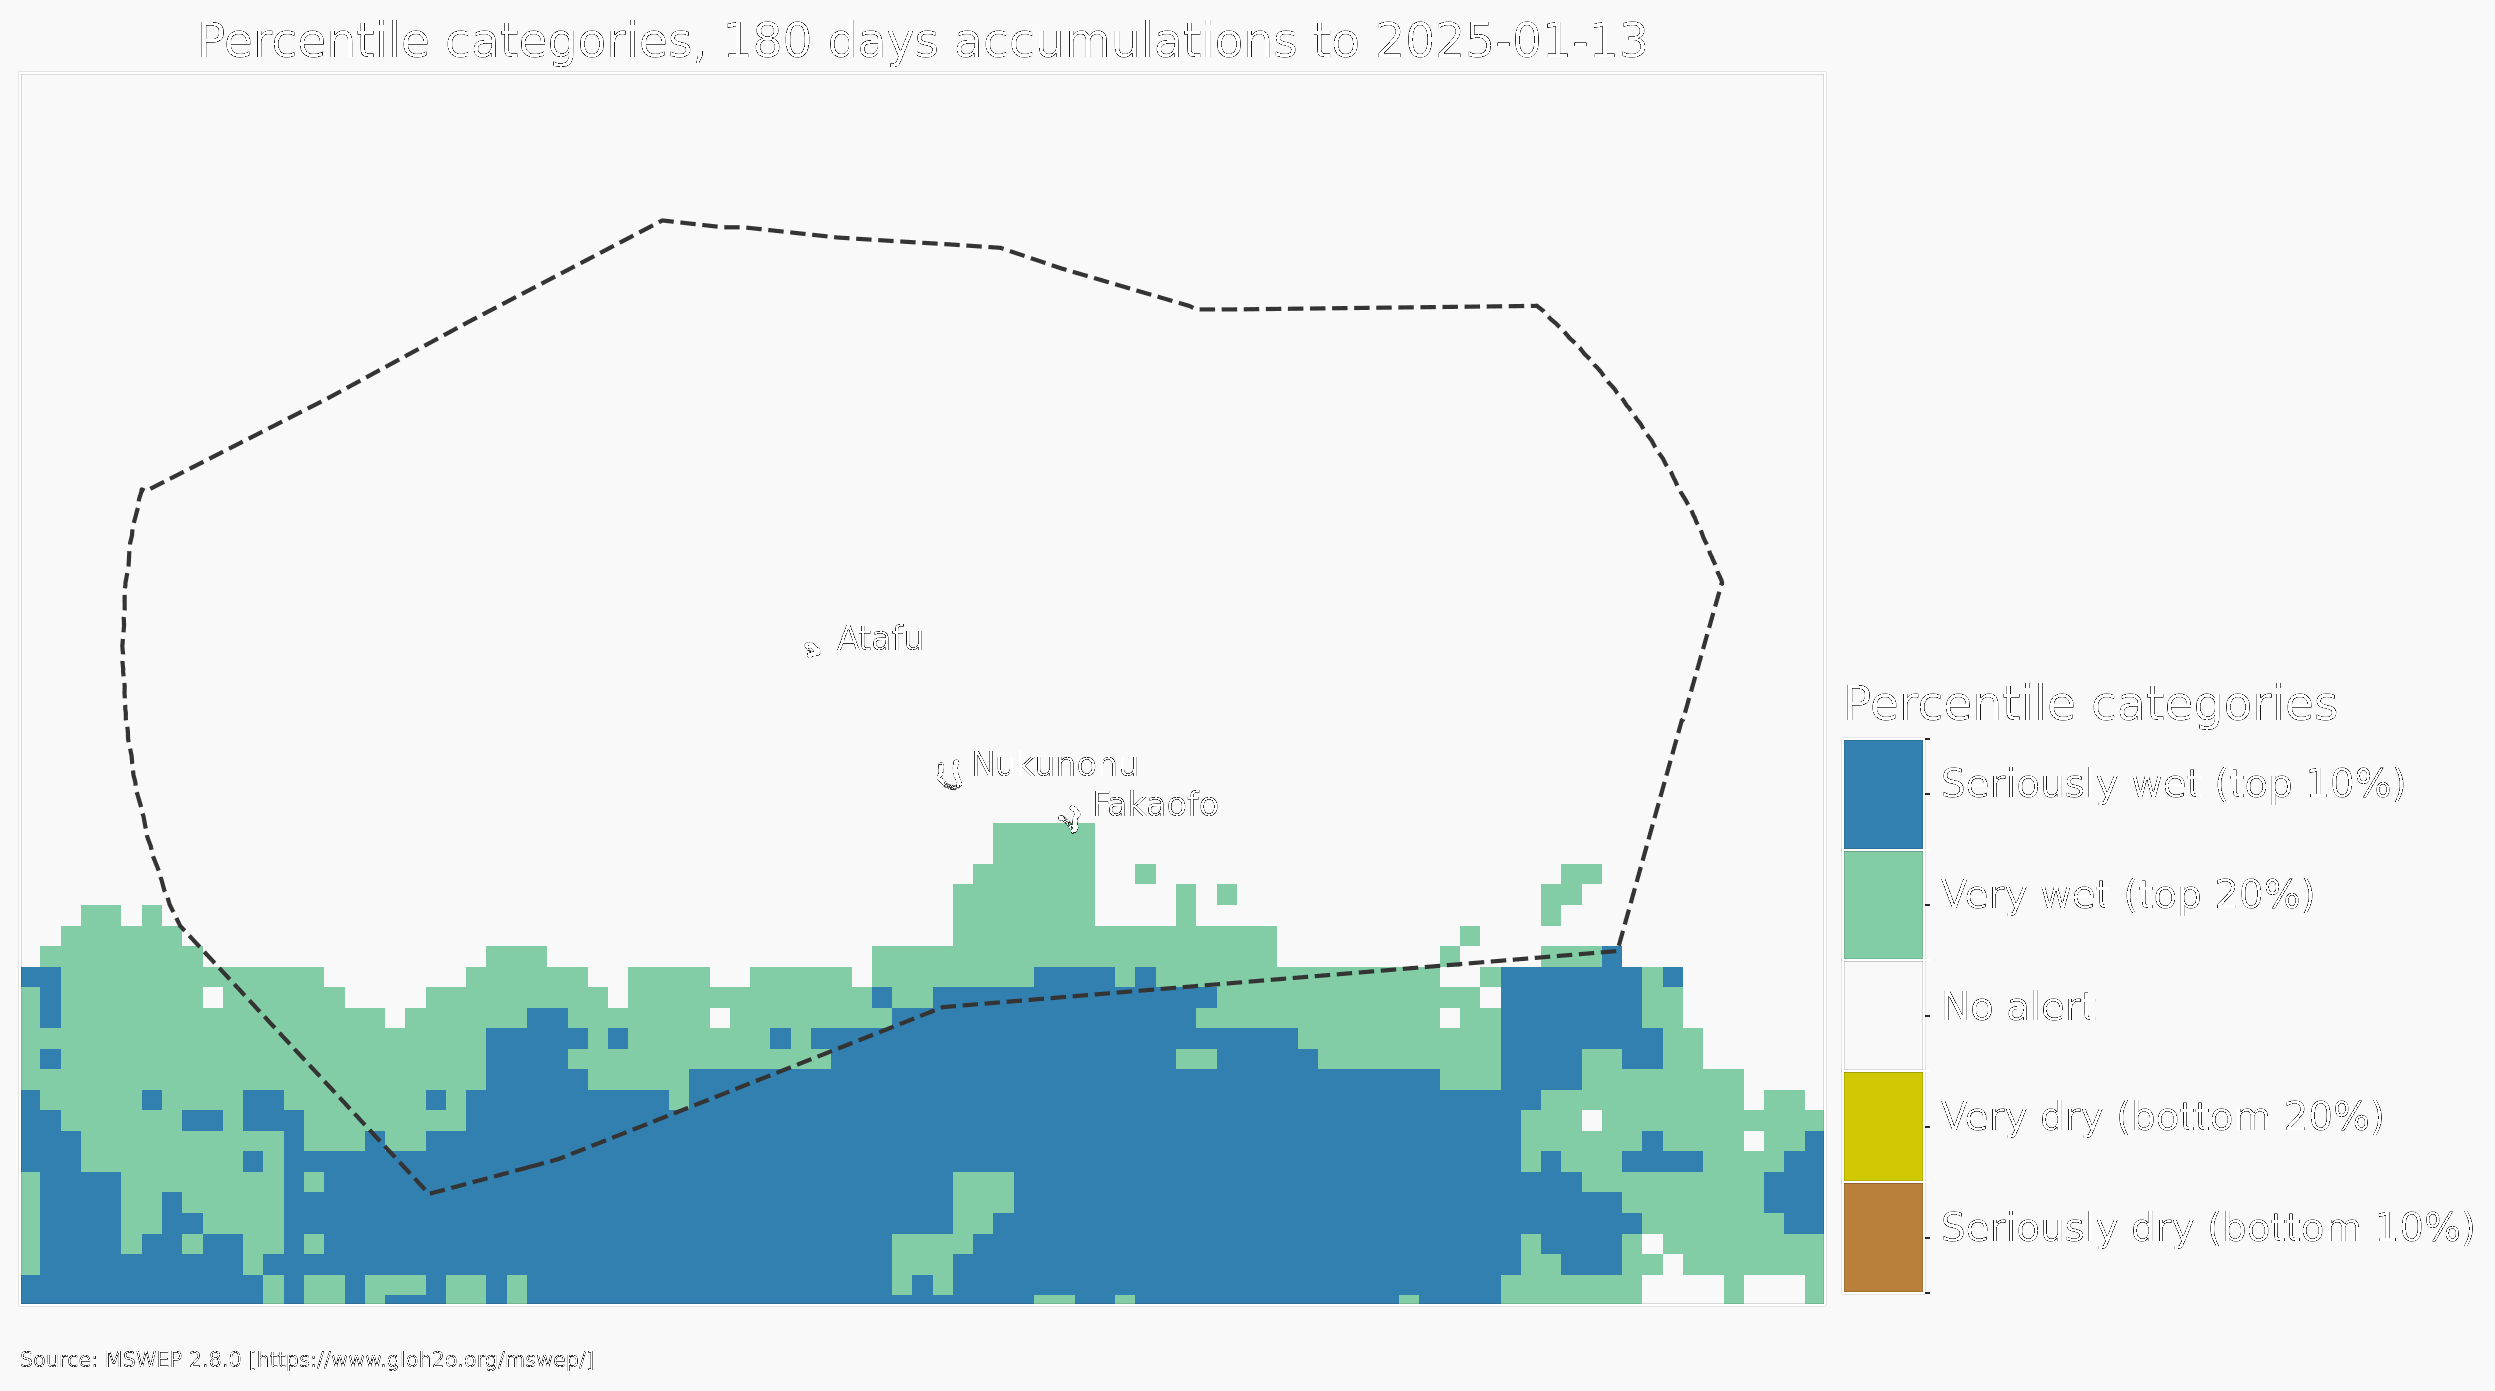 Percentile categories, 180 days accumulations to 2025-01-13
Atafu
Nukunonu
Fakaofo
Percentile categories
Seriously wet (top 10%)
Very wet (top 20%)
No alert
Very dry (bottom 20%)
Seriously dry (bottom 10%)
Source: MSWEP 2.8.0 [https://www.gloh2o.org/mswep/]